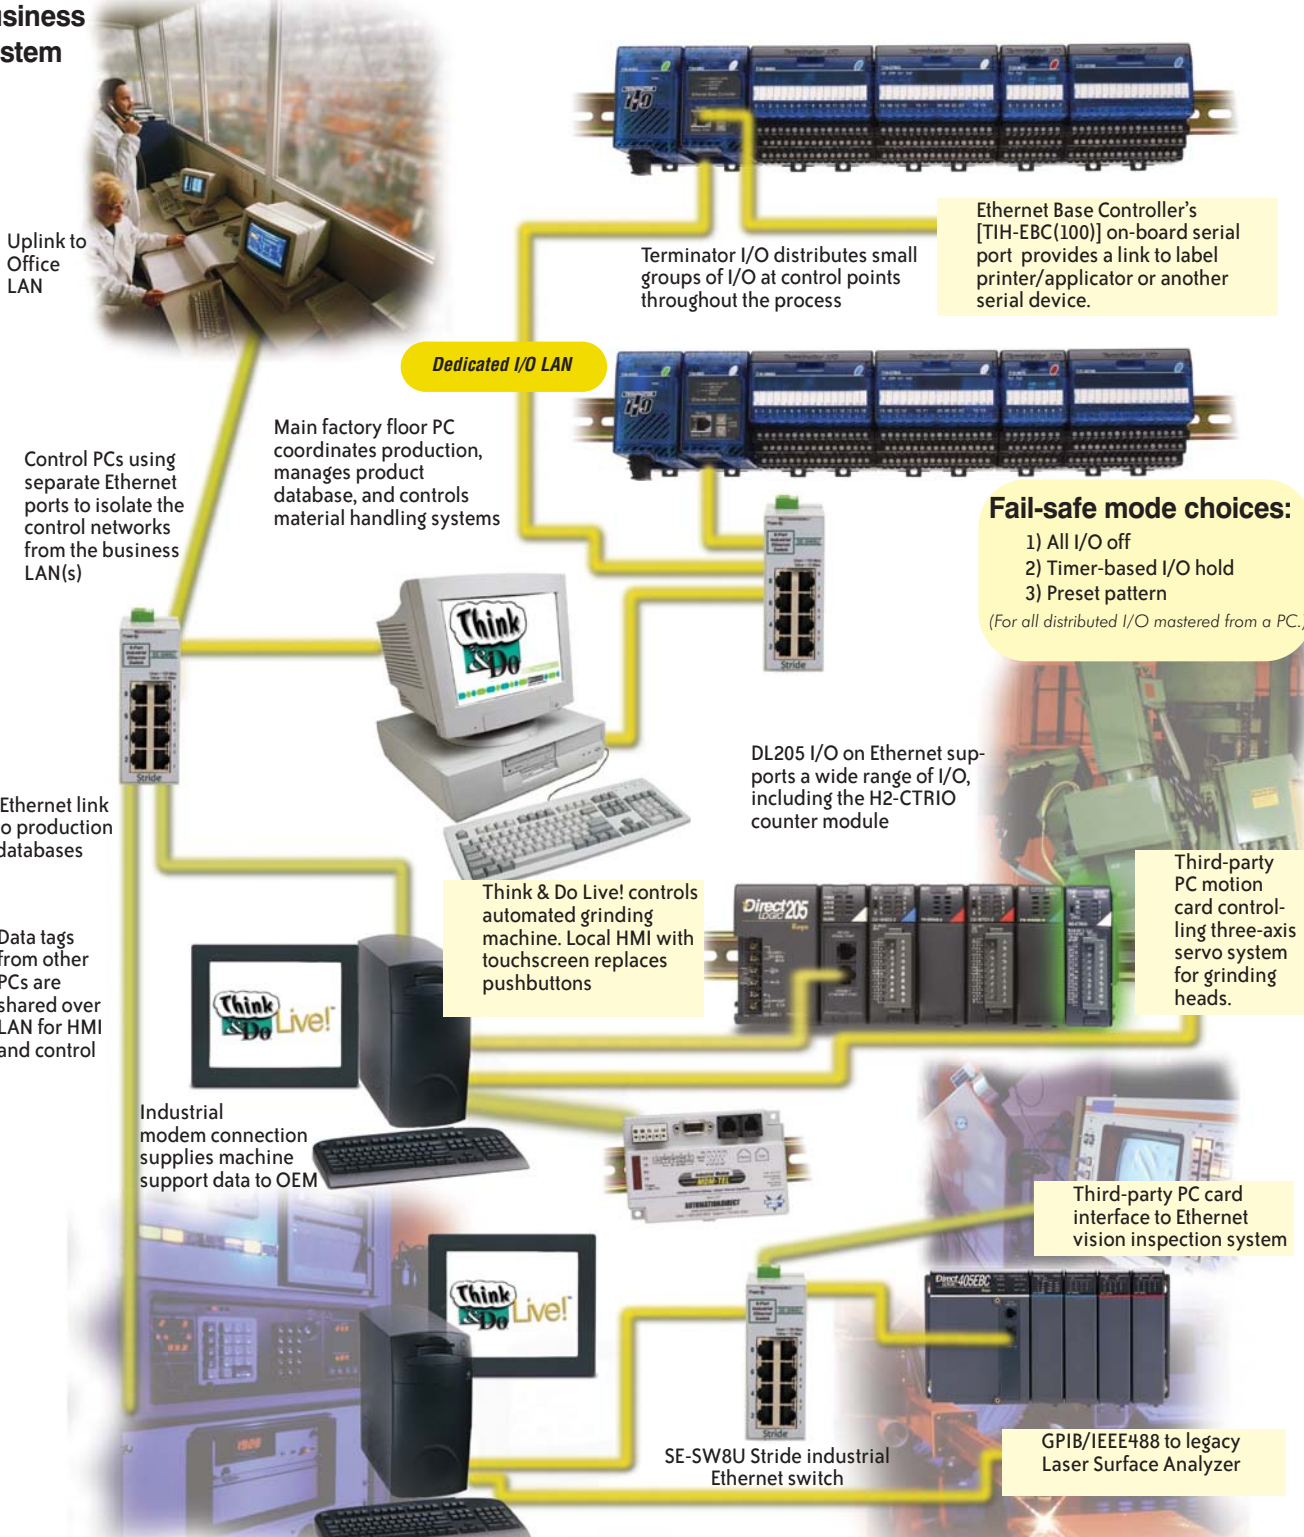 usiness
stem
Uplink to
Office
LAN
Terminator I/O distributes small
groups of I/O at control points
throughout the process
Ethernet Base Controller's
[TIH-EBC(100)] on-board serial
port provides a link to label
printer/applicator or another
serial device.
Dedicated I/O LAN
Control PCs using
separate Ethernet
ports to isolate the
control networks
from the business
LAN(s)
Main factory floor PC
coordinates production,
manages product
database, and controls
material handling systems
Fail-safe mode choices:
1) All I/O off
2) Timer-based I/O hold
3) Preset pattern
(For all distributed I/O mastered from a PC.)
Think
&Do
Stride
Stride
DL205 I/O on Ethernet sup-
ports a wide range of I/O,
including the H2-CTRIO
counter module
Ethernet link
o production
databases
Think & Do Live! controls
automated grinding
machine. Local HMI with
touchscreen replaces
pushbuttons
Direct
LOGIC 205
Koyo
Third-party
PC motion
card control-
ling three-axis
servo system
for grinding
heads.
Data tags
from other
PCs are
shared over
LAN for HMI
and control
Think
&Do Live!
Industrial
modem connection
supplies machine
support data to OEM
MDM-TEL
AUTOMATIONDIRECT
Third-party PC card
interface to Ethernet
vision inspection system
Think
&Do Live!
Direct
LOGIC 405EBC
Koyo
Stride
SE-SW8U Stride industrial
Ethernet switch
GPIB/IEEE488 to legacy
Laser Surface Analyzer